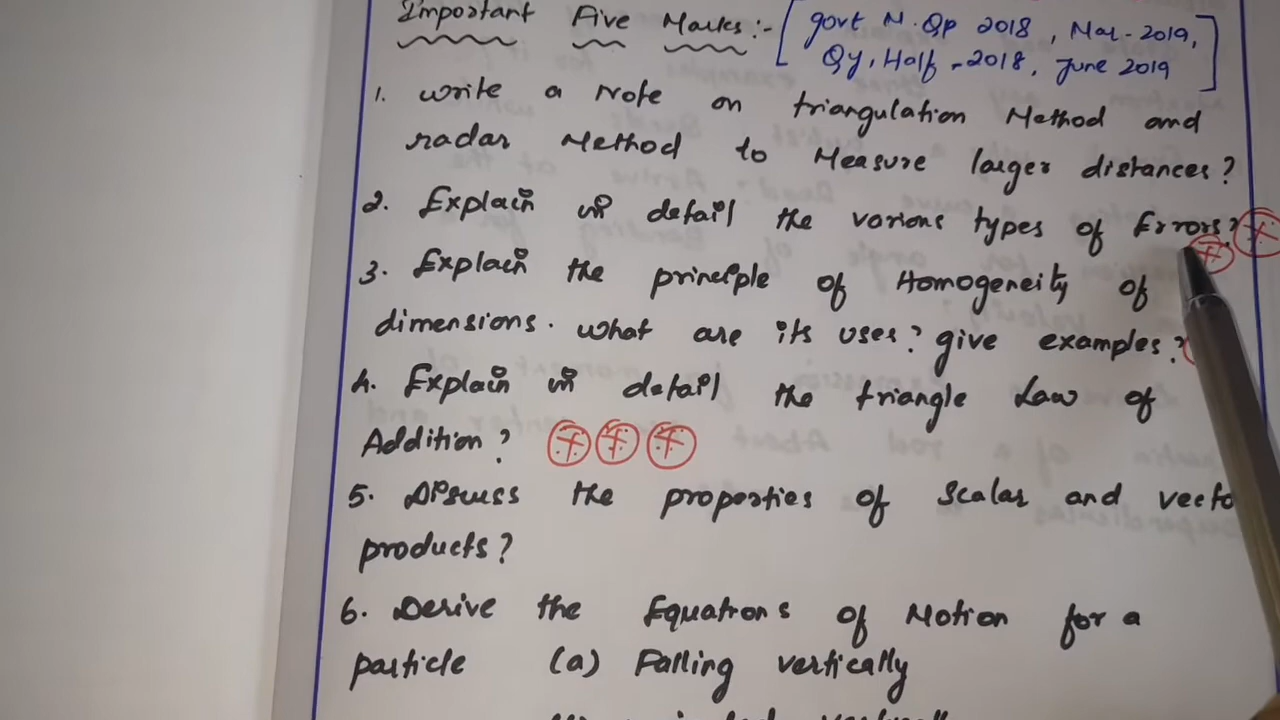 Important Five Marks:- [govt M.Qp 2018, Mar-2019,
Qy, Half-2018, June 2019]
1. Write a Note on triangulation Method and
radar Method to Measure larger distances?
2. Explain in detail the various types of Errors?
3. Explain the principle of Homogeneity of
dimensions. What are its uses? give examples?
4. Explain in detail the triangle Law of
Addition?
5. Discuss the properties of Scalar and vecto
products?
6. Derive the Equations of Motion for a
particle (a) Falling vertically